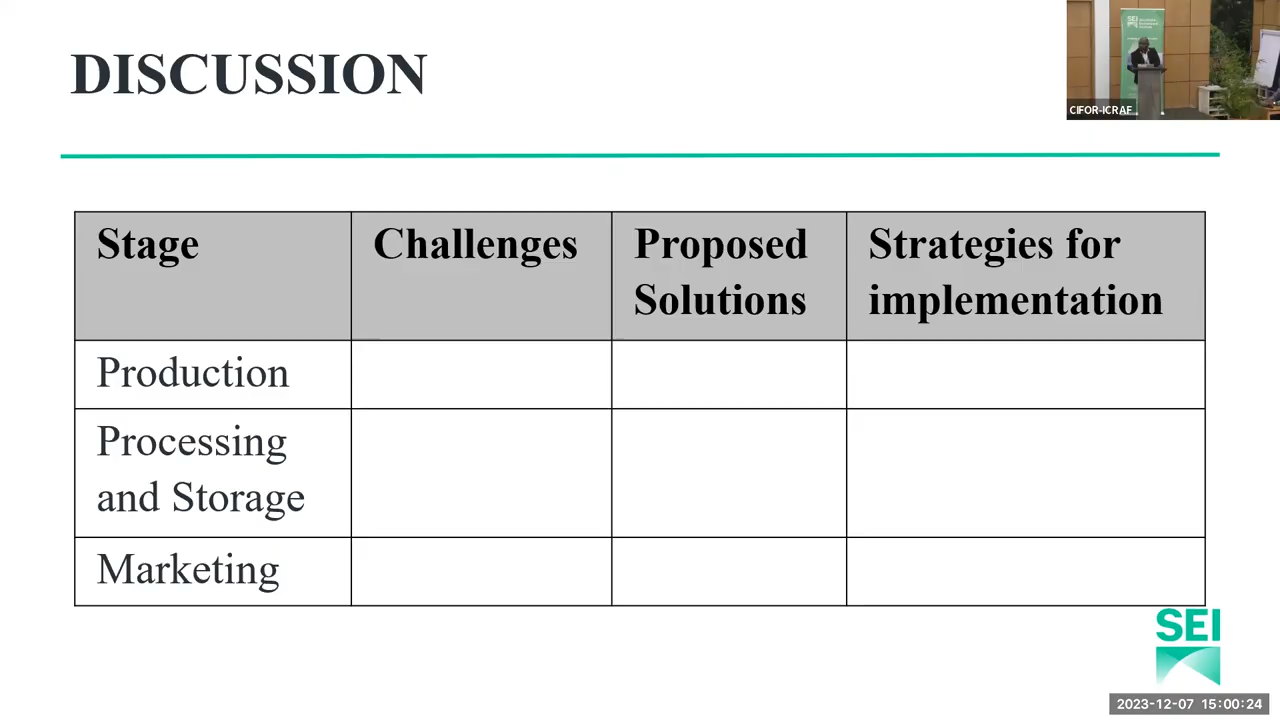 DISCUSSION
SEI
CIFOR-ICRAF
Stage
Challenges
Proposed
Solutions
Strategies for
implementation
Production
Processing
and Storage
Marketing
SEI
2023-12-07 15:00:24